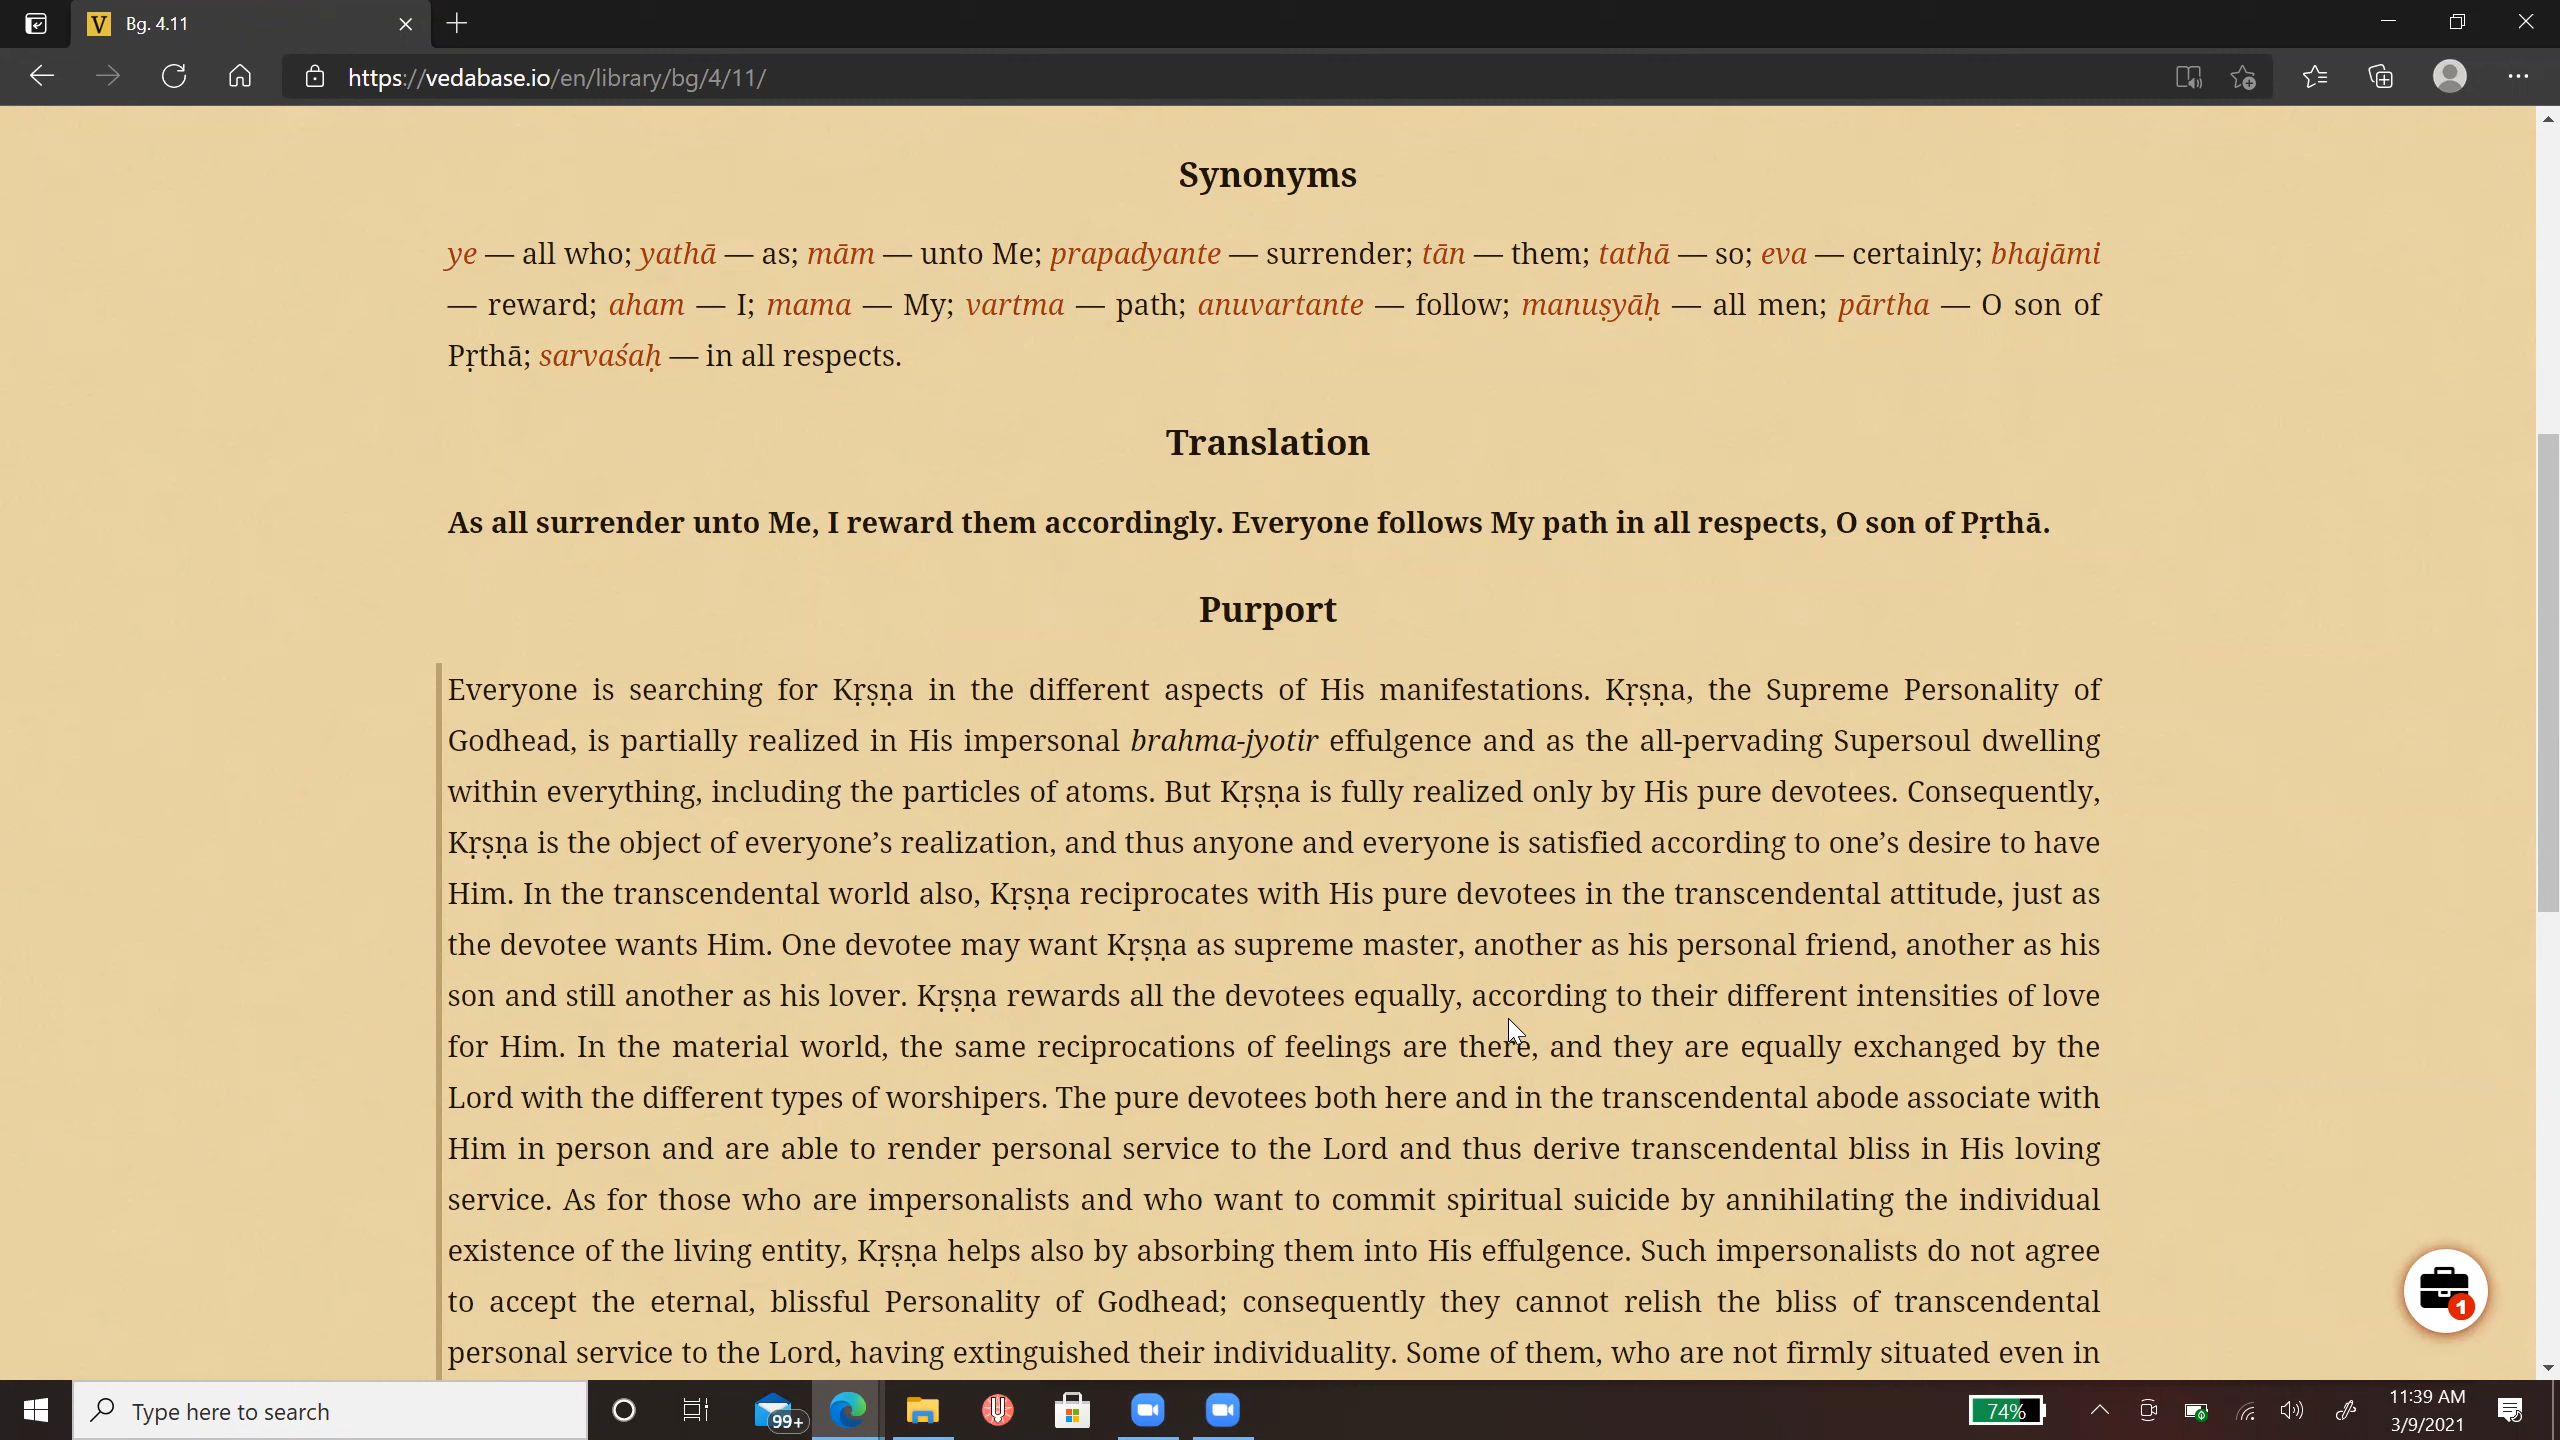 V Bg. 4.11
https://vedabase.io/en/library/bg/4/11/
Synonyms
ye — all who; yathā — as; mām — unto Me; prapadyante — surrender; tān — them; tathā — so; eva — certainly; bhajāmi
— reward; aham — I; mama — My; vartma — path; anuvartante — follow; manuṣyāḥ — all men; pārtha — O son of
Pṛthā; sarvaśaḥ — in all respects.
Translation
As all surrender unto Me, I reward them accordingly. Everyone follows My path in all respects, O son of Pṛthā.
Purport
Everyone is searching for Kṛṣṇa in the different aspects of His manifestations. Kṛṣṇa, the Supreme Personality of
Godhead, is partially realized in His impersonal brahma-jyotir effulgence and as the all-pervading Supersoul dwelling
within everything, including the particles of atoms. But Kṛṣṇa is fully realized only by His pure devotees. Consequently,
Kṛṣṇa is the object of everyone’s realization, and thus anyone and everyone is satisfied according to one’s desire to have
Him. In the transcendental world also, Kṛṣṇa reciprocates with His pure devotees in the transcendental attitude, just as
the devotee wants Him. One devotee may want Kṛṣṇa as supreme master, another as his personal friend, another as his
son and still another as his lover. Kṛṣṇa rewards all the devotees equally, according to their different intensities of love
for Him. In the material world, the same reciprocations of feelings are there, and they are equally exchanged by the
Lord with the different types of worshipers. The pure devotees both here and in the transcendental abode associate with
Him in person and are able to render personal service to the Lord and thus derive transcendental bliss in His loving
service. As for those who are impersonalists and who want to commit spiritual suicide by annihilating the individual
existence of the living entity, Kṛṣṇa helps also by absorbing them into His effulgence. Such impersonalists do not agree
to accept the eternal, blissful Personality of Godhead; consequently they cannot relish the bliss of transcendental
personal service to the Lord, having extinguished their individuality. Some of them, who are not firmly situated even in
1
Type here to search
99+
74%
11:39 AM
3/9/2021